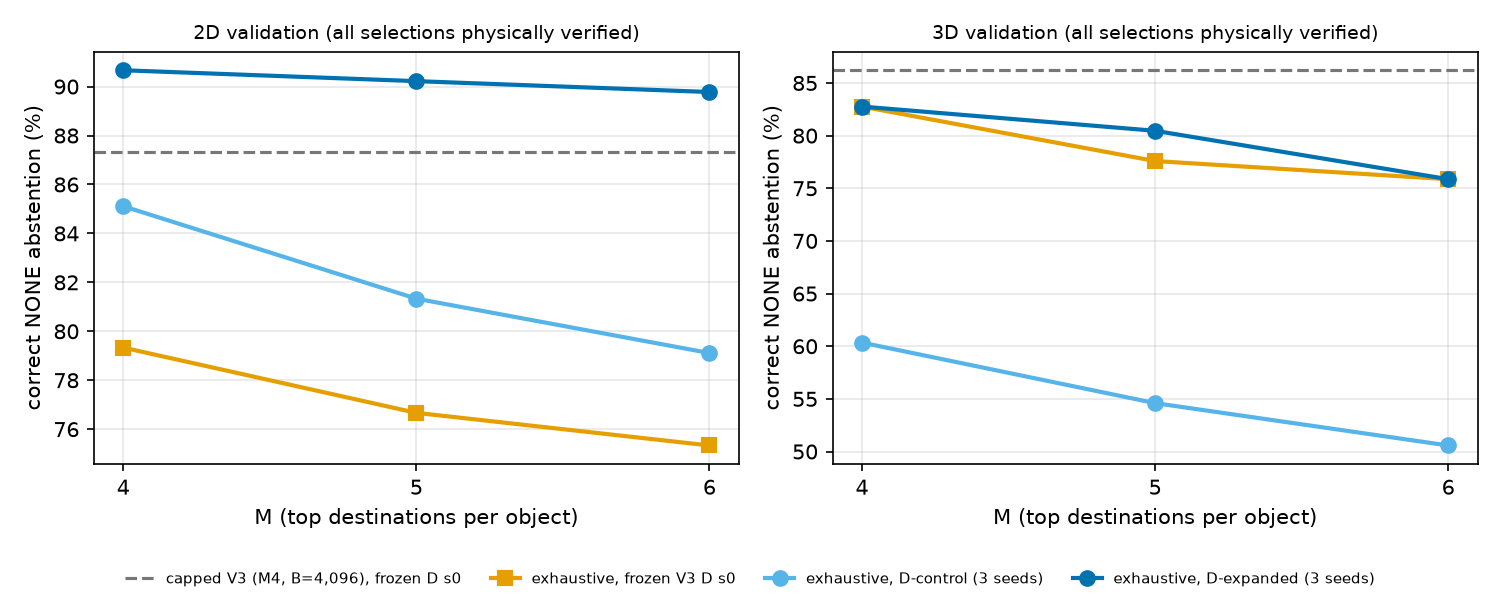 2D validation (all selections physically verified)
correct NONE abstention (%)
90
88
86
84
82
80
78
76
4
5
6
M (top destinations per object)
3D validation (all selections physically verified)
correct NONE abstention (%)
85
80
75
70
65
60
55
50
4
5
6
M (top destinations per object)
capped V3 (M4, B=4,096), frozen D s0
exhaustive, frozen V3 D s0
exhaustive, D-control (3 seeds)
exhaustive, D-expanded (3 seeds)